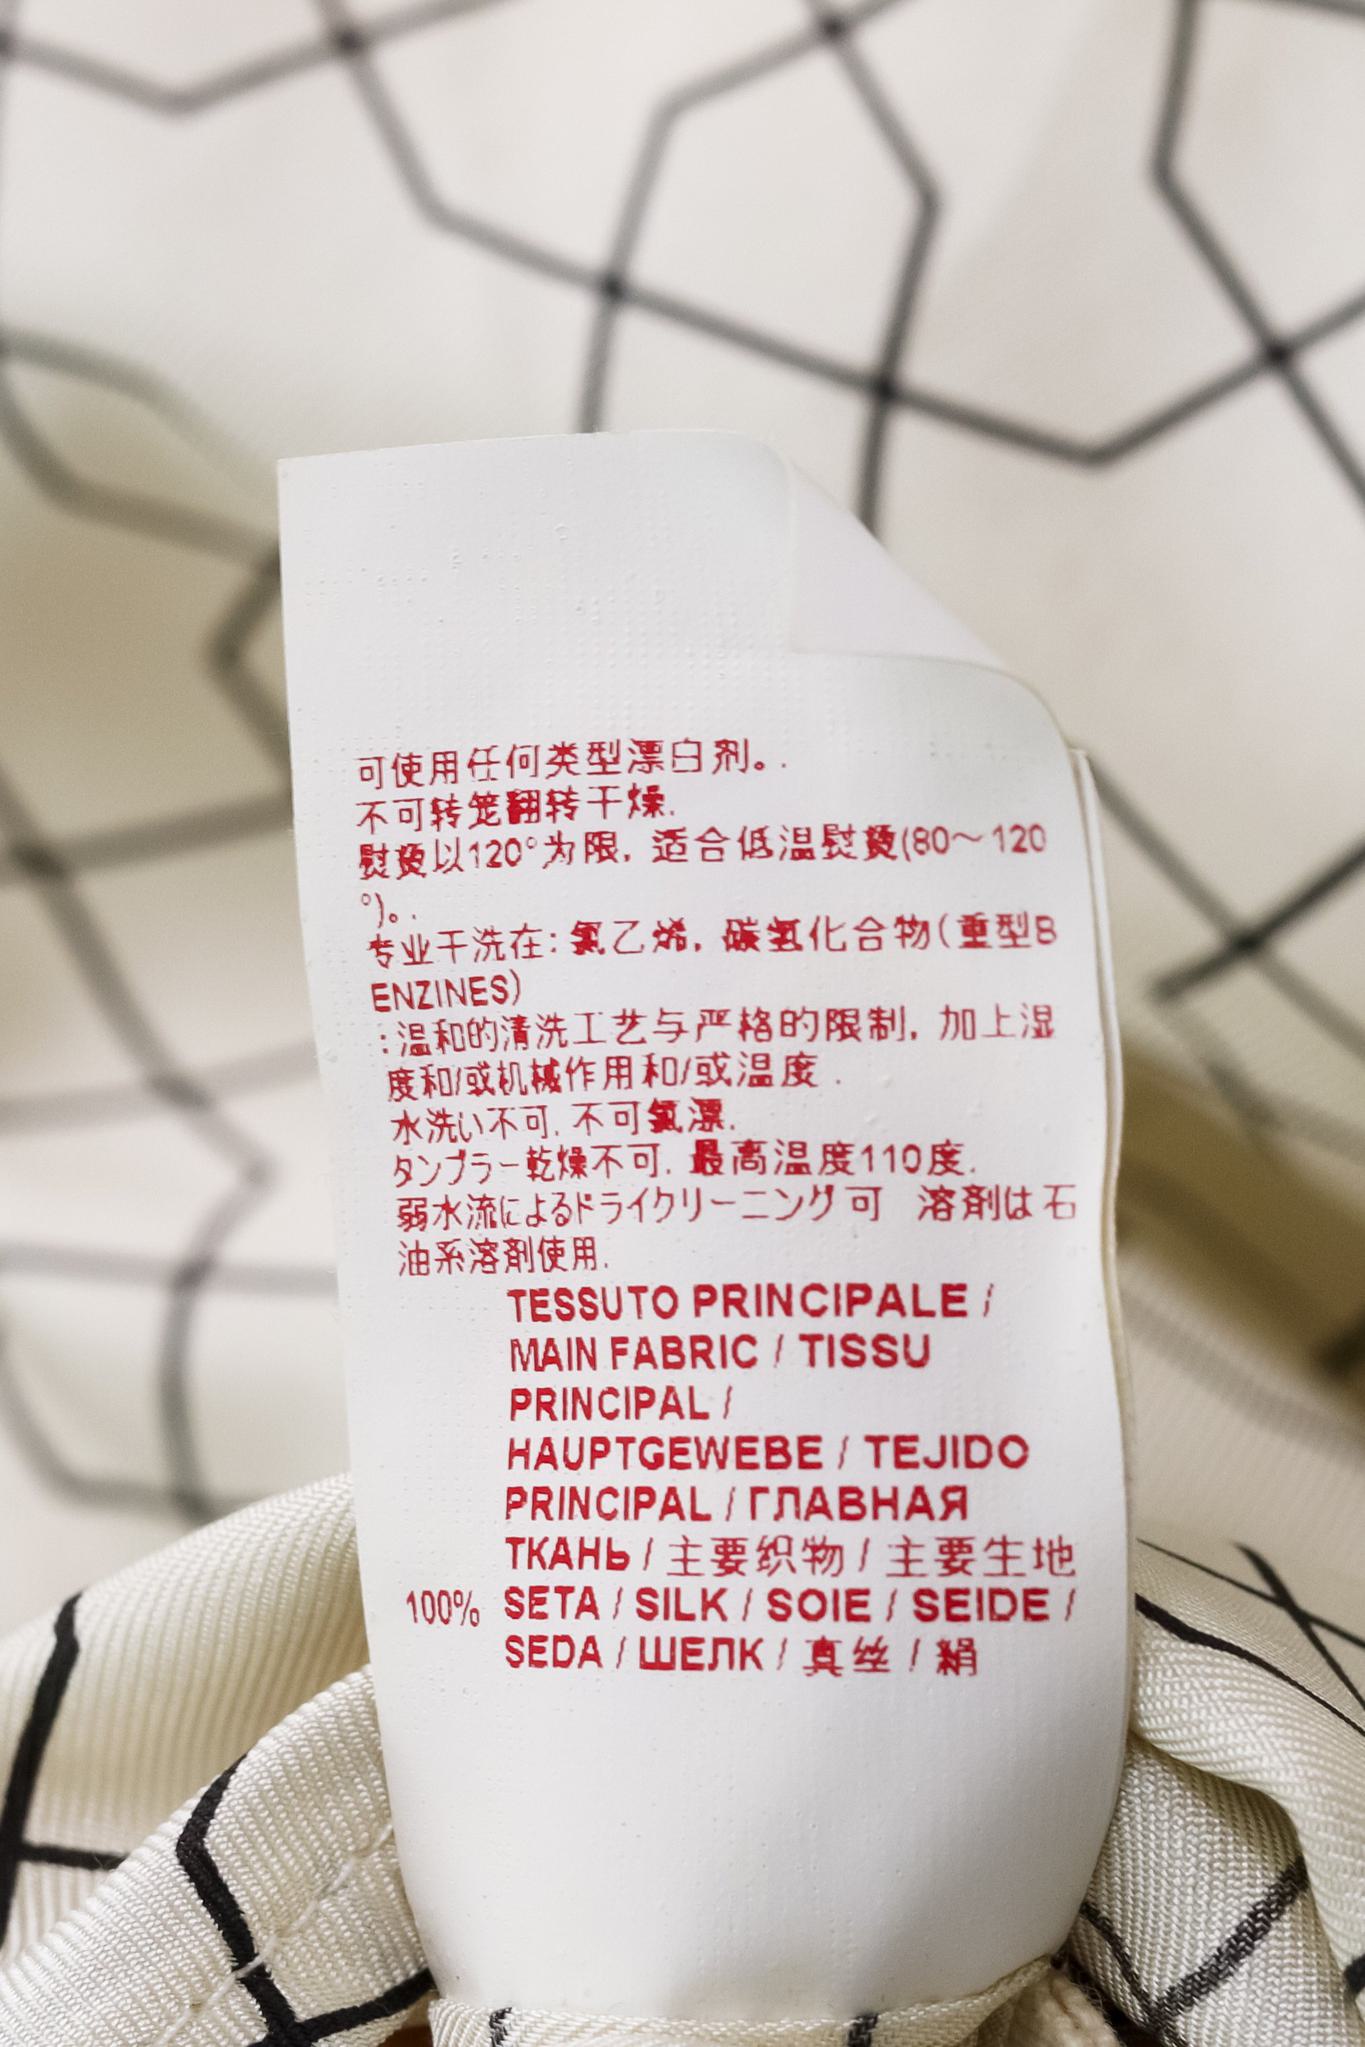 可使用任何类型漂白剂。.
不可转笼翻转干燥.
熨烫以120°为限, 适合低温熨烫(80～120
°)。.
专业干洗在: 氯乙烯, 碳氢化合物(重型B
ENZINES)
:温和的清洗工艺与严格的限制, 加上湿
度和/或机械作用和/或温度 .
水洗い不可. 不可氯漂.
タンブラー乾燥不可. 最高温度110度.
弱水流によるドライクリーニング可 溶剤は石
油系溶剤使用.
TESSUTO PRINCIPALE /
MAIN FABRIC / TISSU
PRINCIPAL /
HAUPTGEWEBE / TEJIDO
PRINCIPAL / ГЛАВНАЯ
ТКАНЬ / 主要织物 / 主要生地
100% SETA / SILK / SOIE / SEIDE /
SEDA / ШЕЛК / 真丝 / 絹